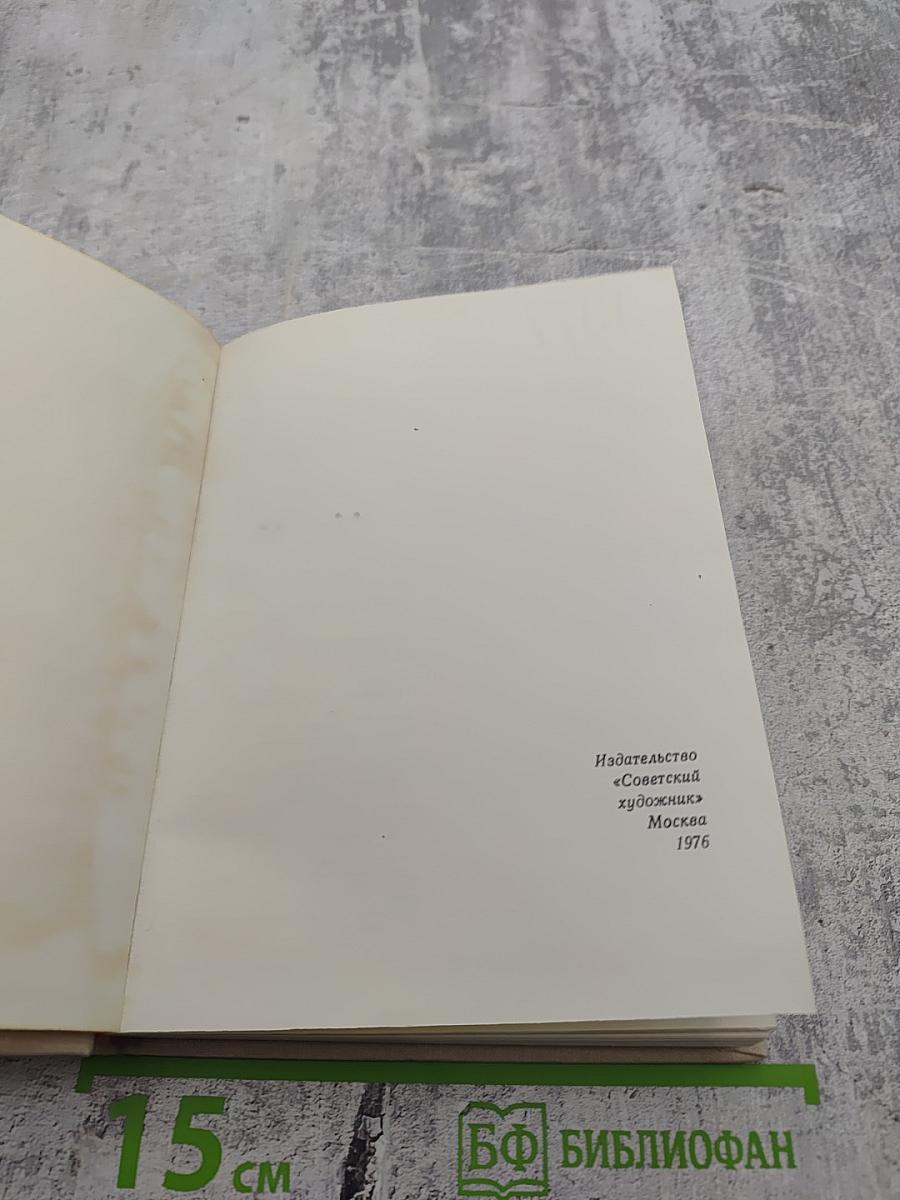 Издательство
«Советский
художник»
Москва
1976
15 см
БФ БИБЛИОФАН